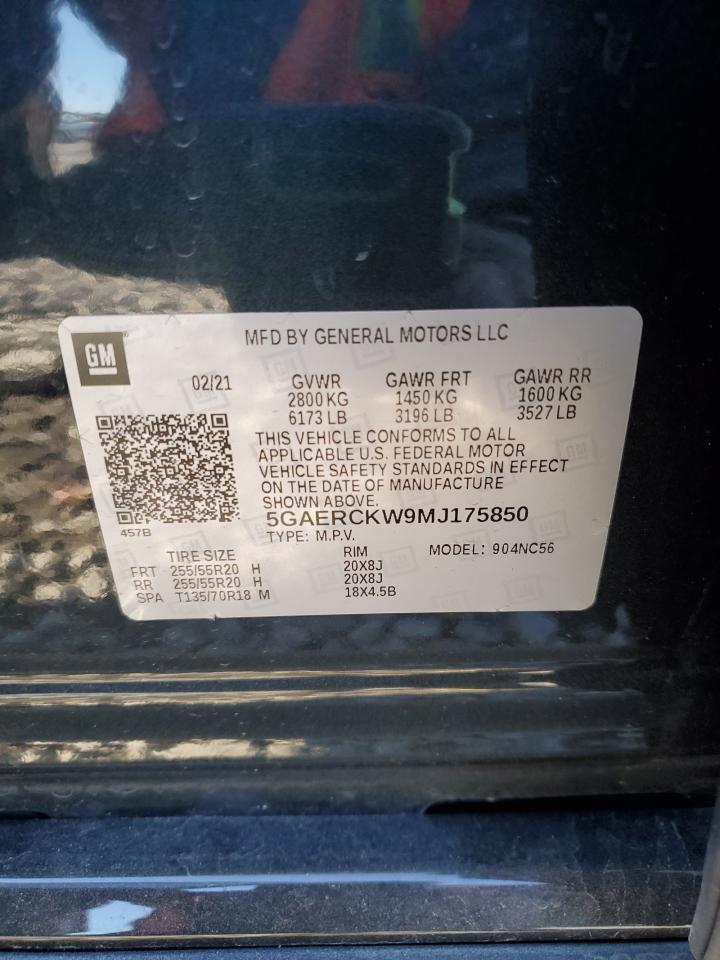 GM
MFD BY GENERAL MOTORS LLC
02/21 GVWR GAWR FRT GAWR RR
2800 KG 1450 KG 1600 KG
6173 LB 3196 LB 3527 LB
THIS VEHICLE CONFORMS TO ALL
APPLICABLE U.S. FEDERAL MOTOR
VEHICLE SAFETY STANDARDS IN EFFECT
ON THE DATE OF MANUFACTURE
SHOWN ABOVE.
457B
5GAERCKW9MJ175850
TYPE: M.P.V.
TIRE SIZE RIM MODEL: 904NC56
FRT 255/55R20 H 20X8J
RR 255/55R20 H 20X8J
SPA T135/70R18 M 18X4.5B